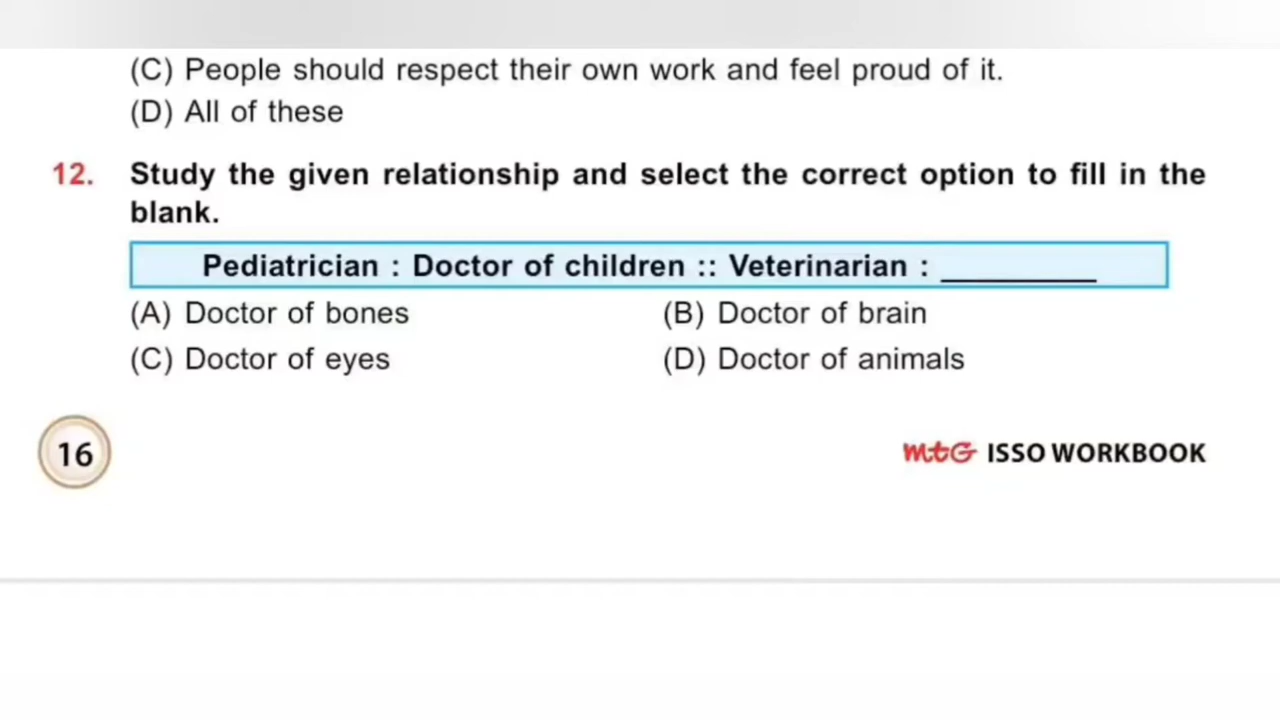 (C) People should respect their own work and feel proud of it.
(D) All of these
12. Study the given relationship and select the correct option to fill in the
blank.
Pediatrician : Doctor of children :: Veterinarian : __________
(A) Doctor of bones (B) Doctor of brain
(C) Doctor of eyes (D) Doctor of animals
16 mtG ISSO WORKBOOK